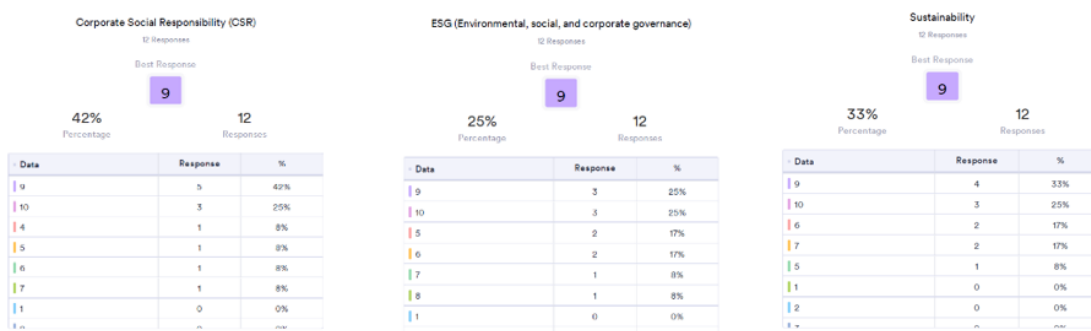 Corporate Social Responsibility (CSR)
12 Responses
Best Response
9
42%
Percentage
12
Responses
Data Response %
9 5 42%
10 3 25%
4 1 8%
5 1 8%
6 1 8%
7 1 8%
1 0 0%
ESG (Environmental, social, and corporate governance)
12 Responses
Best Response
9
25%
Percentage
12
Responses
Data Response %
9 3 25%
10 3 25%
5 2 17%
6 2 17%
7 1 8%
8 1 8%
1 0 0%
Sustainability
12 Responses
Best Response
9
33%
Percentage
12
Responses
Data Response %
9 4 33%
10 3 25%
6 2 17%
7 2 17%
5 1 8%
1 0 0%
2 0 0%